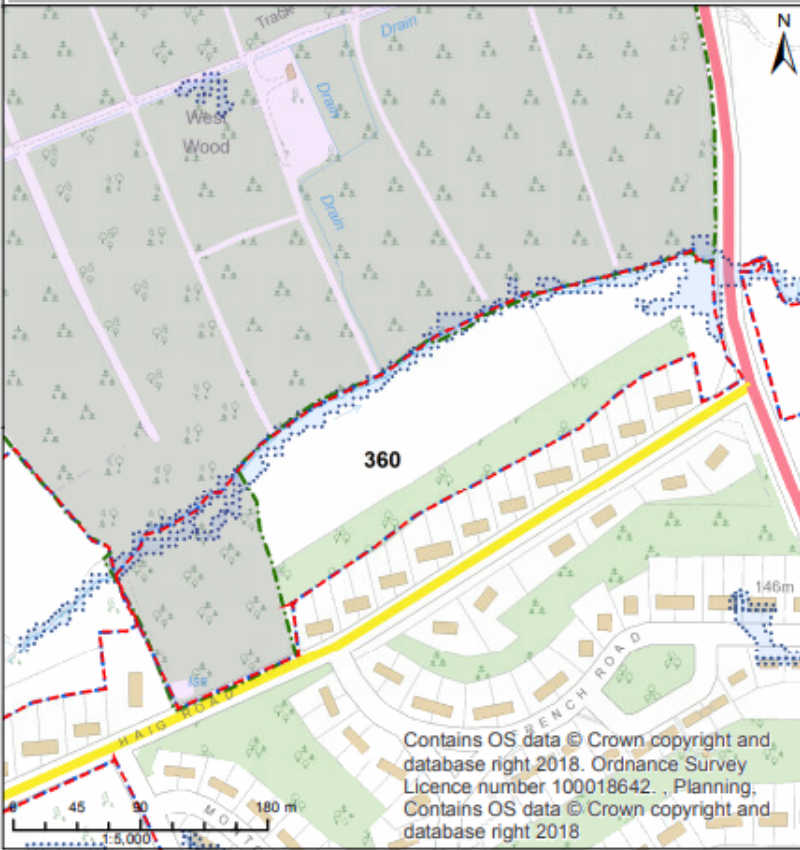 N
Drain
Drain
West
Wood
Drain
360
146m
HAIG ROAD
BENCH ROAD
Contains OS data © Crown copyright and
database right 2018. Ordnance Survey
Licence number 100018642. , Planning,
Contains OS data © Crown copyright and
database right 2018
0 45 90 180 m
1:5,000